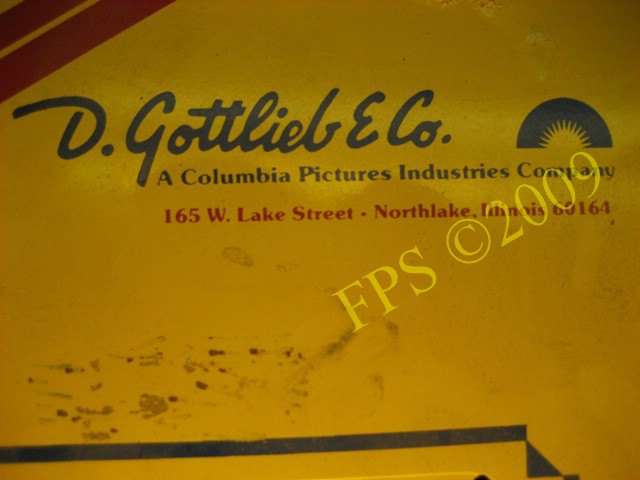 D. Gottlieb & Co.
A Columbia Pictures Industries Company
165 W. Lake Street • Northlake, Illinois 60164
FPS ©2009